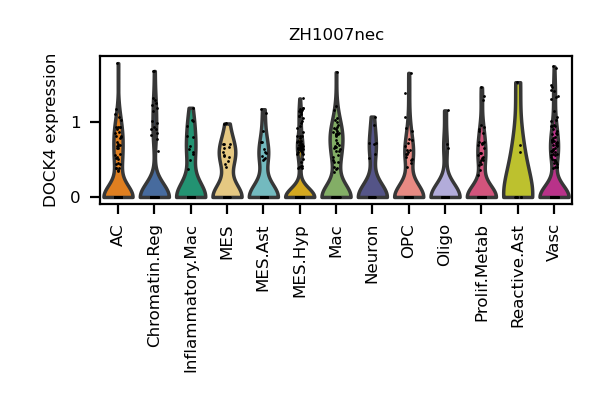 ZH1007nec
DOCK4 expression
1
0
AC
Chromatin.Reg
Inflammatory.Mac
MES
MES.Ast
MES.Hyp
Mac
Neuron
OPC
Oligo
Prolif.Metab
Reactive.Ast
Vasc